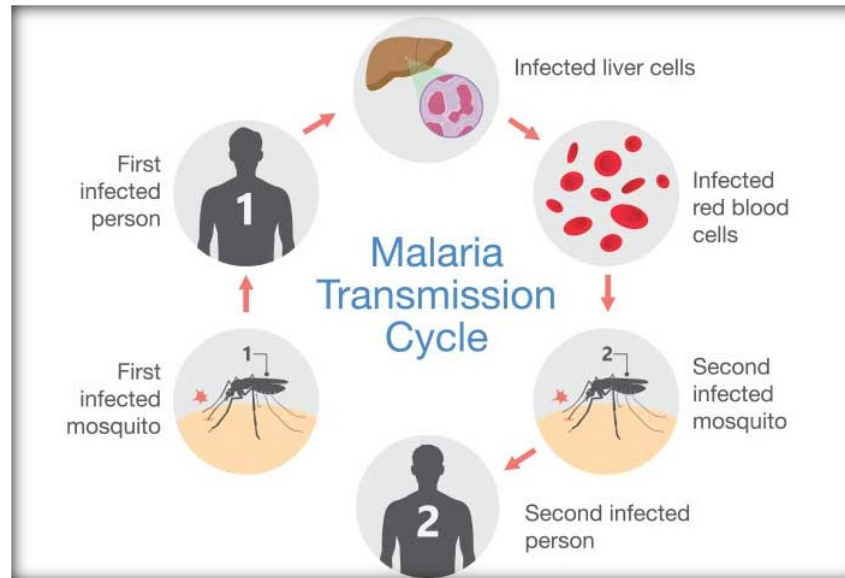 Malaria
Transmission
Cycle
Infected liver cells
Infected
red blood
cells
Second
infected
mosquito
2
Second infected
person
2
First
infected
mosquito
1
First
infected
person
1